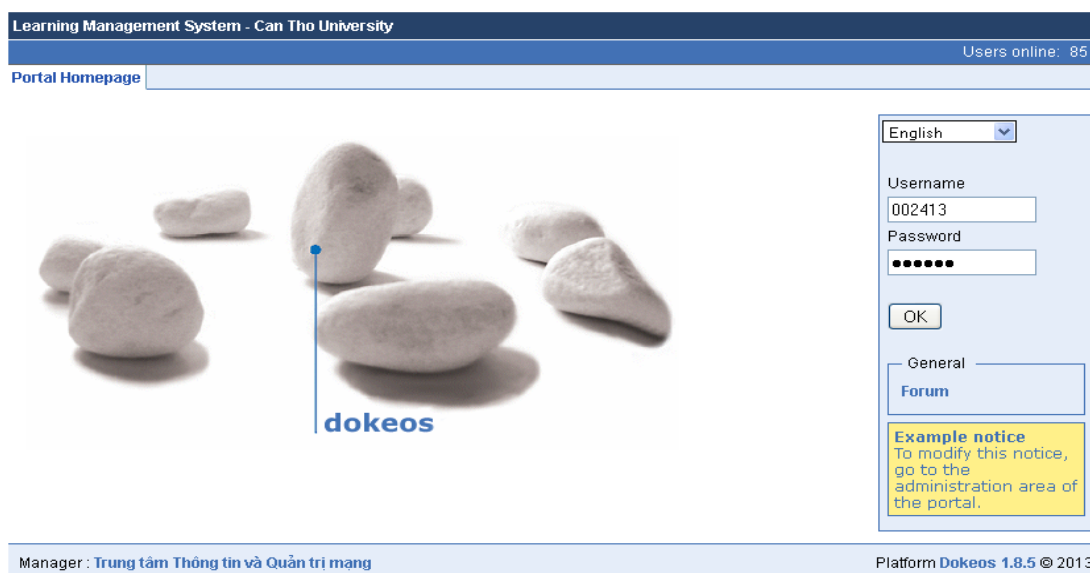 Learning Management System - Can Tho University
Users online: 85
Portal Homepage
English
Username
002413
Password
●●●●●●
OK
General
Forum
Example notice
To modify this notice,
go to the
administration area of
the portal.
dokeos
Manager : Trung tâm Thông tin và Quản trị mạng
Platform Dokeos 1.8.5 © 2013